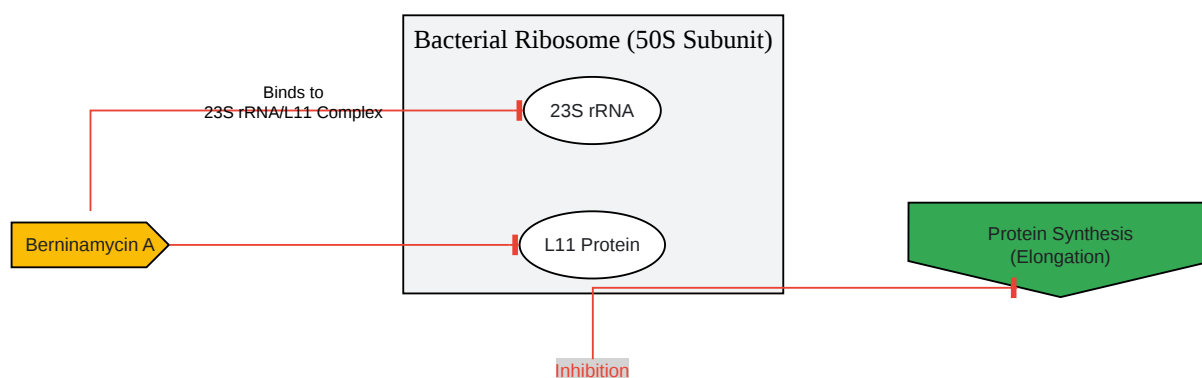 Bacterial Ribosome (50S Subunit)
Binds to
23S rRNA/L11 Complex
23S rRNA
Berninamycin A
L11 Protein
Protein Synthesis
(Elongation)
Inhibition